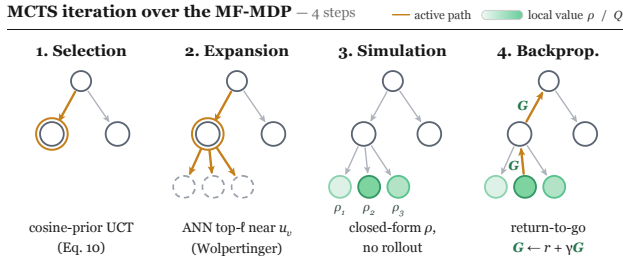 MCTS iteration over the MF-MDP — 4 steps
active path
local value ρ / Q
1. Selection
2. Expansion
3. Simulation
4. Backprop.
G
G
ρ1
ρ2
ρ3
cosine-prior UCT
(Eq. 10)
ANN top-ℓ near uv
(Wolpertinger)
closed-form ρ,
no rollout
return-to-go
G ← r + γG